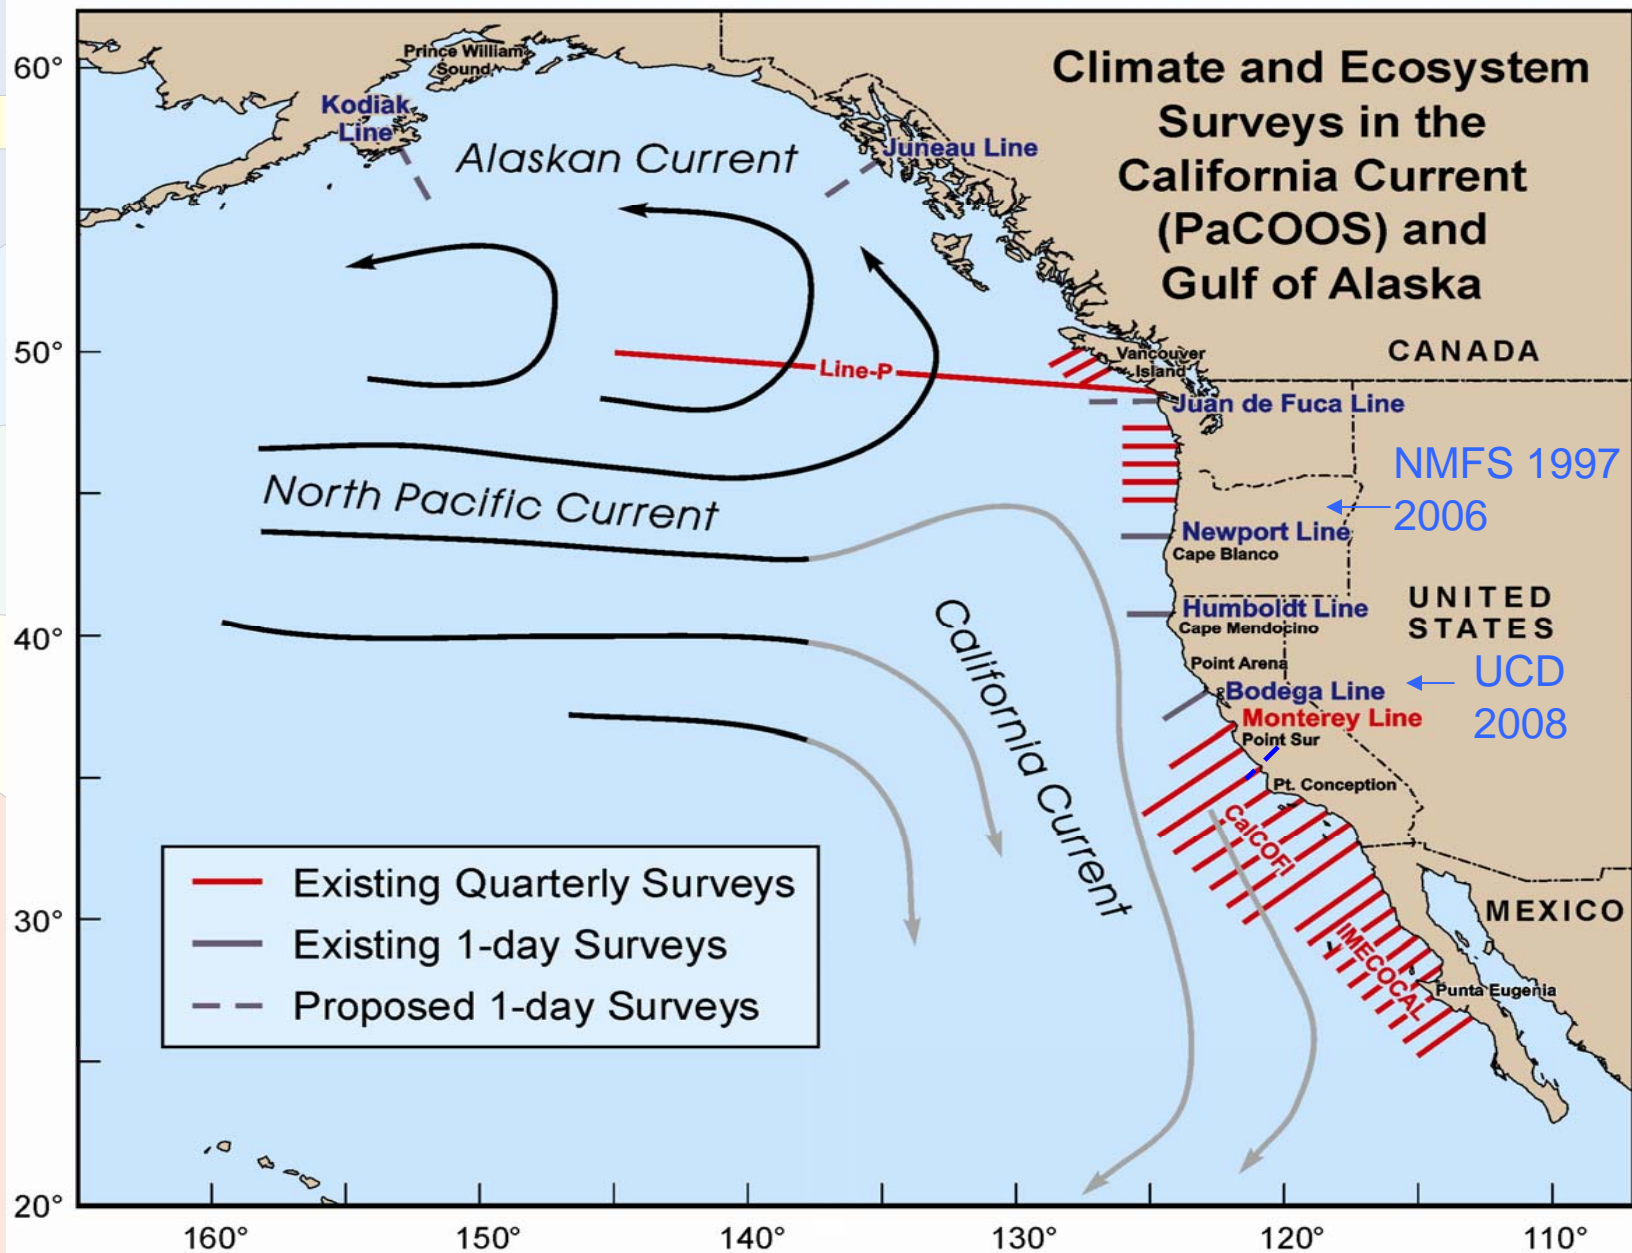 Climate and Ecosystem
Surveys in the
California Current
(PaCOOS) and
Gulf of Alaska
Prince William
Sound
Kodiak
Line
Alaskan Current
Juneau Line
Line-P
Vancouver
Island
CANADA
Juan de Fuca Line
NMFS 1997
2006
North Pacific Current
Newport Line
Cape Blanco
Humboldt Line
Cape Mendocino
UNITED
STATES
California Current
Point Arena
Bodega Line
UCD
2008
Monterey Line
Point Sur
Pt. Conception
CalCOFI
IMECOCAL
MEXICO
Punta Eugenia
Existing Quarterly Surveys
Existing 1-day Surveys
Proposed 1-day Surveys
60°
50°
40°
30°
20°
160°
150°
140°
130°
120°
110°